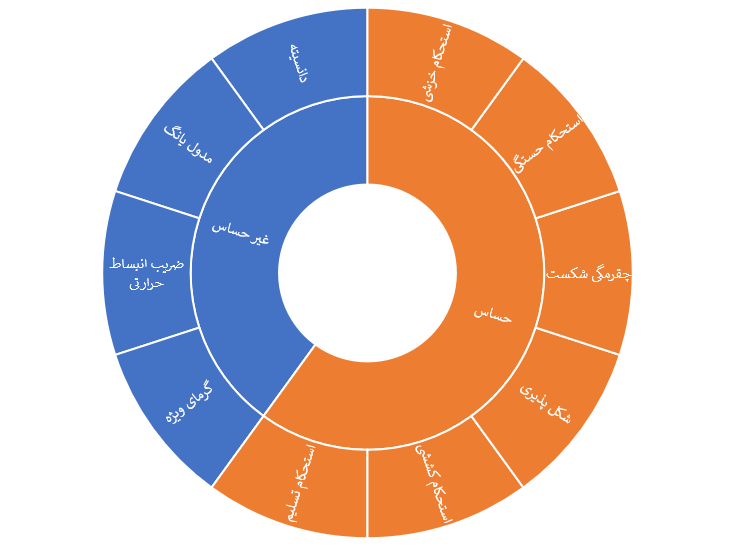 حساس
استحکام خزشی
استحکام خستگی
چقرمگی شکست
شکل پذیری
استحکام کششی
استحکام تسلیم
غیر حساس
گرمای ویژه
ضریب انبساط
حرارتی
مدول یانگ
دانسیته